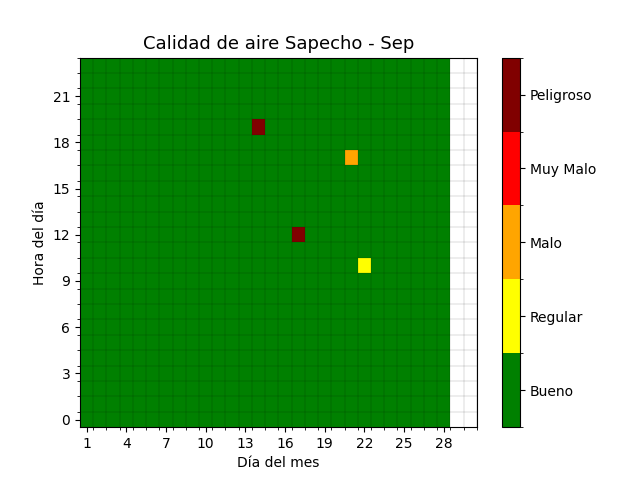 Calidad de aire Sapecho - Sep
Hora del día
21
18
15
12
9
6
3
0
1 4 7 10 13 16 19 22 25 28
Día del mes
Peligroso
Muy Malo
Malo
Regular
Bueno